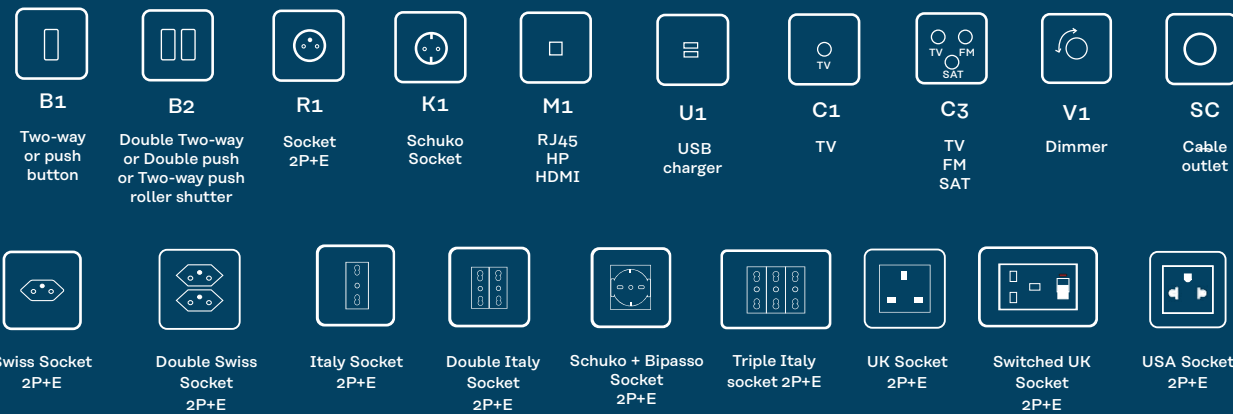 TV
TV FM
SAT
B1
B2
R1
K1
M1
U1
C1
C3
V1
SC
Two-way
or push
button
Double Two-way
or Double push
or Two-way push
roller shutter
Socket
2P+E
Schuko
Socket
RJ45
HP
HDMI
USB
charger
TV
TV
FM
SAT
Dimmer
Cable
outlet
Swiss Socket
2P+E
Double Swiss
Socket
2P+E
Italy Socket
2P+E
Double Italy
Socket
2P+E
Schuko + Bipasso
Socket
2P+E
Triple Italy
socket 2P+E
UK Socket
2P+E
Switched UK
Socket
2P+E
USA Socket
2P+E